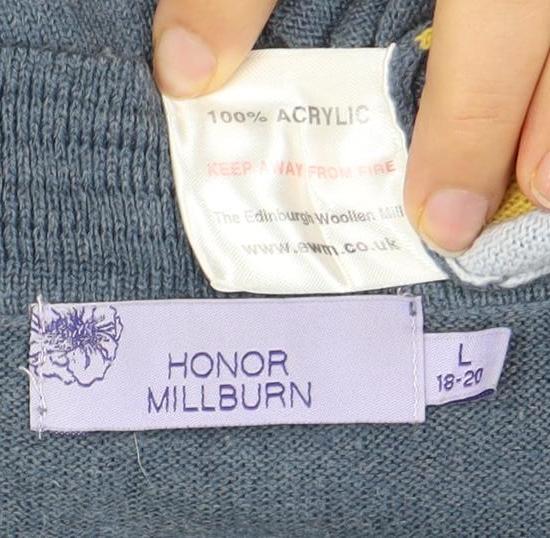 100% ACRYLIC
KEEP AWAY FROM FIRE
The Edinburgh Woollen Mill
www.ewm.co.uk
HONOR
MILLBURN
L
18-20